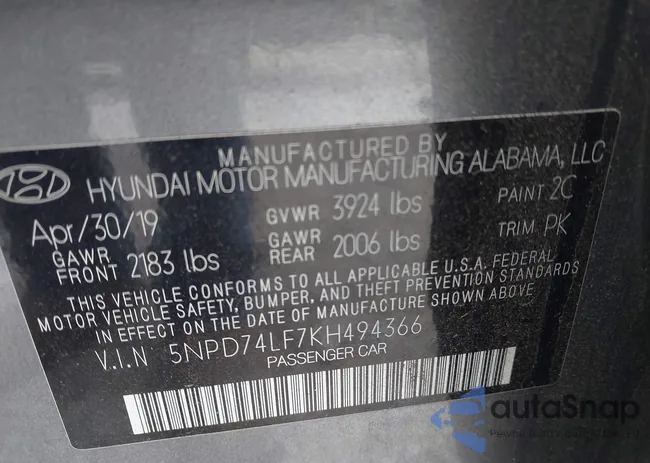 MANUFACTURED BY
HYUNDAI MOTOR MANUFACTURING ALABAMA, LLC
Apr/30/19 GVWR 3924 lbs PAINT 2C
GAWR FRONT 2183 lbs GAWR REAR 2006 lbs TRIM PK
THIS VEHICLE CONFORMS TO ALL APPLICABLE U.S.A. FEDERAL
MOTOR VEHICLE SAFETY, BUMPER, AND THEFT PREVENTION STANDARDS
IN EFFECT ON THE DATE OF MANUFACTURE SHOWN ABOVE
V.I.N 5NPD74LF7KH494366
PASSENGER CAR
autaSnap